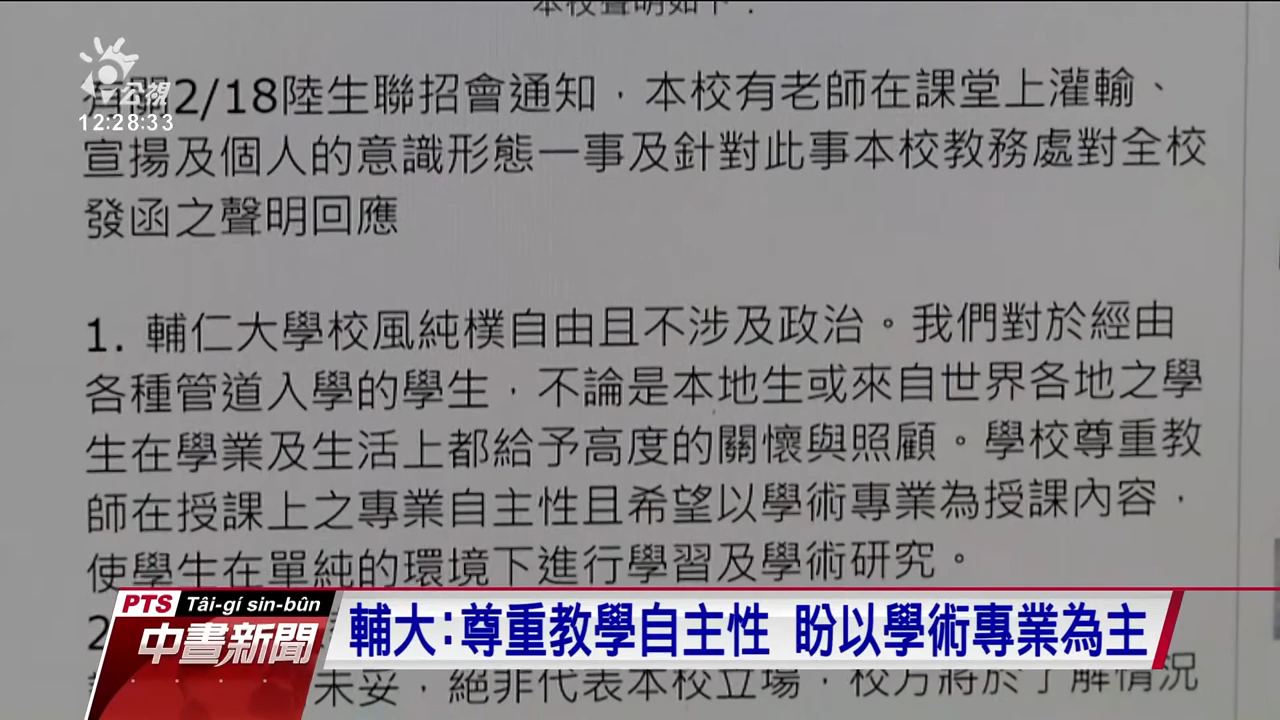 本校聲明如下：
公視
12:28:33
有關2/18陸生聯招會通知，本校有老師在課堂上灌輸、
宣揚及個人的意識形態一事及針對此事本校教務處對全校
發函之聲明回應
1. 輔仁大學校風純樸自由且不涉及政治。我們對於經由
各種管道入學的學生，不論是本地生或來自世界各地之學
生在學業及生活上都給予高度的關懷與照顧。學校尊重教
師在授課上之專業自主性且希望以學術專業為授課內容，
使學生在單純的環境下進行學習及學術研究。
2
PTS Tâi-gí sin-bûn
中晝新聞
輔大：尊重教學自主性 盼以學術專業為主
未妥，絕非代表本校立場，校方將於了解情況